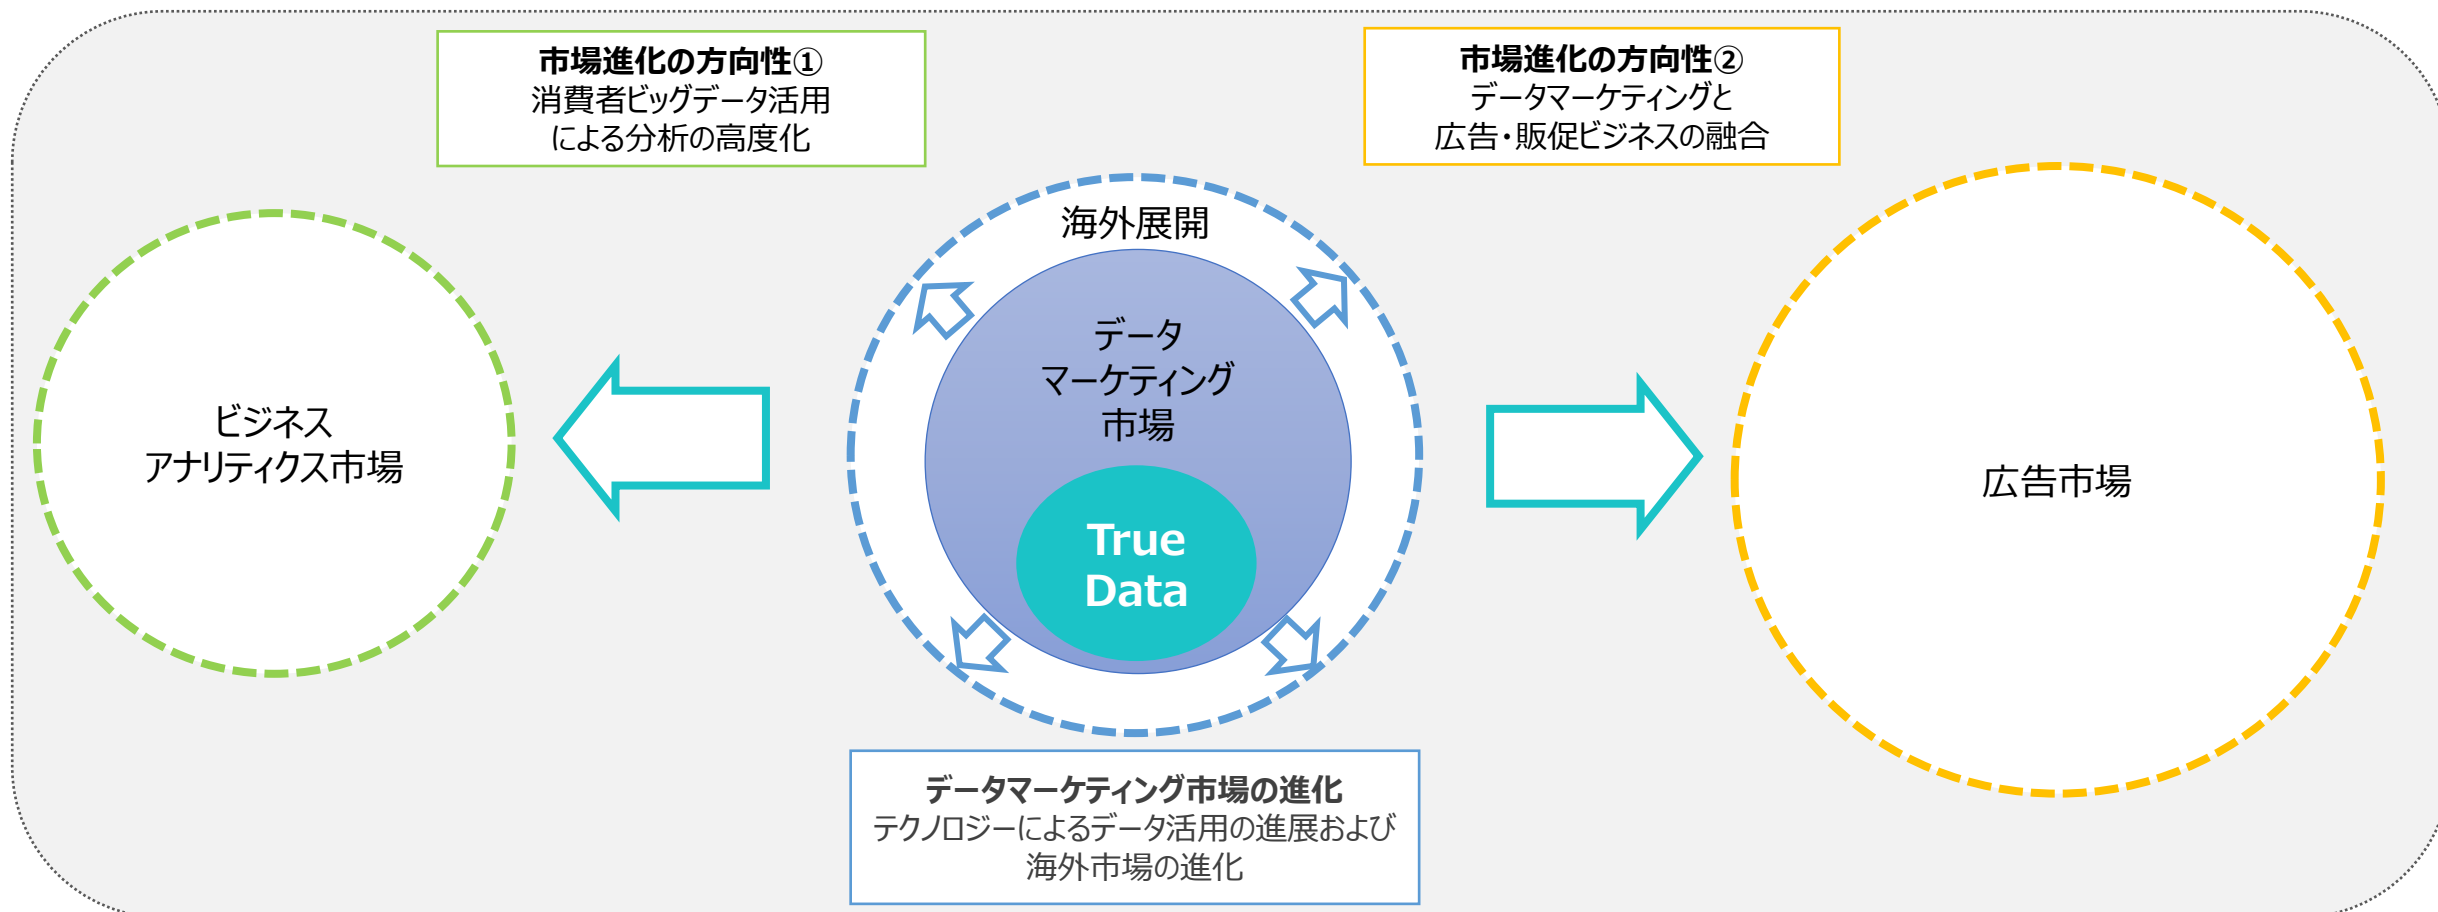 市場進化の方向性①
消費者ビッグデータ活用
による分析の高度化
市場進化の方向性②
データマーケティングと
広告・販促ビジネスの融合
海外展開
データ
マーケティング
市場
True
Data
ビジネス
アナリティクス市場
広告市場
データマーケティング市場の進化
テクノロジーによるデータ活用の進展および
海外市場の進化